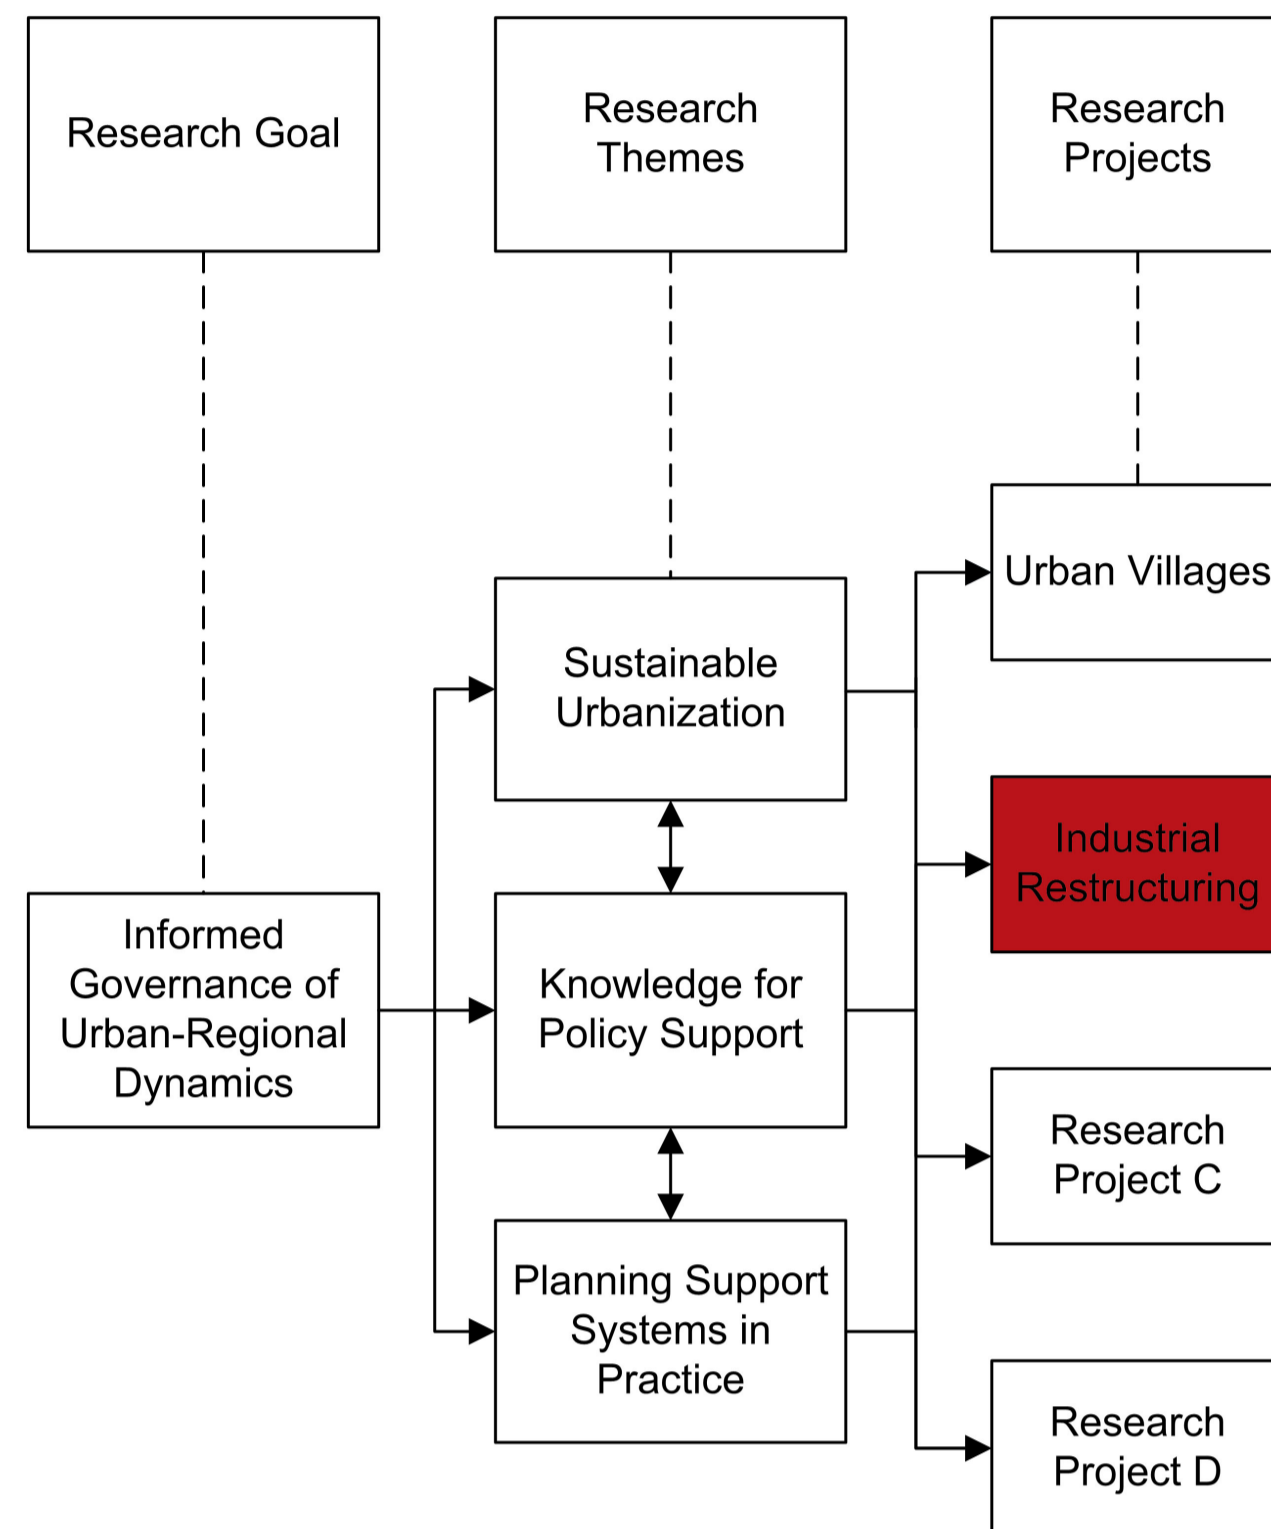 Research Goal
Research
Themes
Research
Projects
Urban Villages
Sustainable
Urbanization
Industrial
Restructuring
Informed
Governance of
Urban-Regional
Dynamics
Knowledge for
Policy Support
Research
Project C
Planning Support
Systems in
Practice
Research
Project D